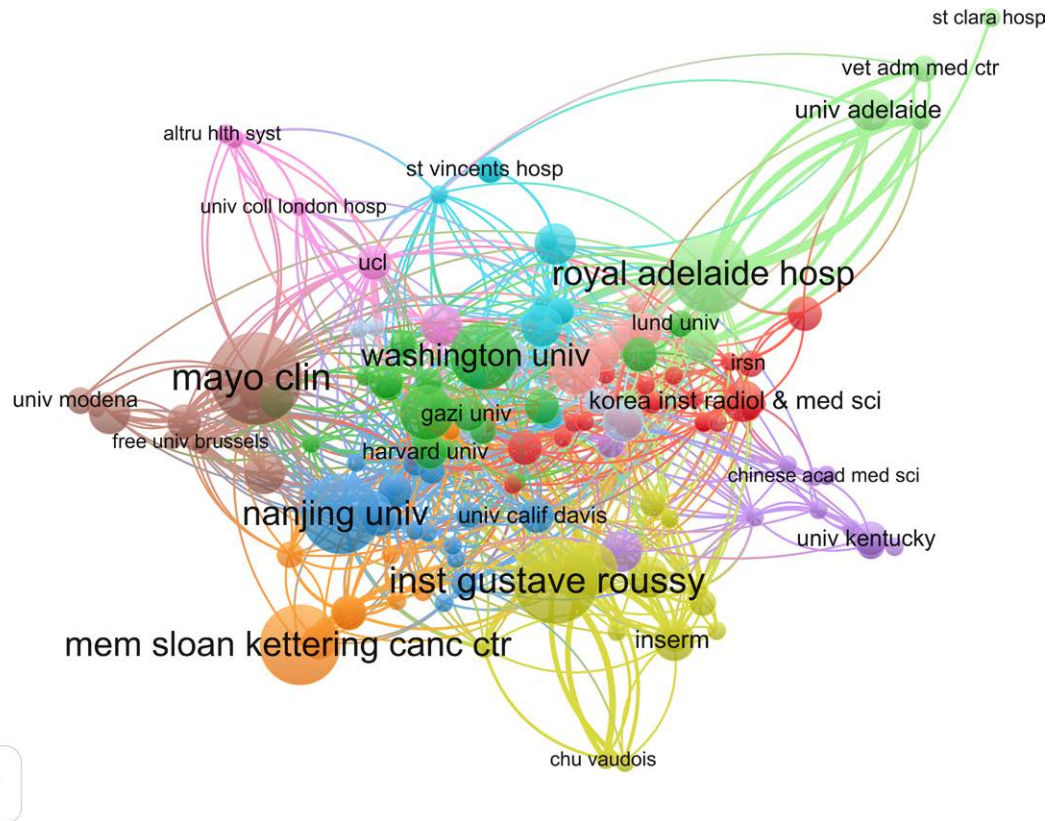 st clara hosp
vet adm med ctr
univ adelaide
altru hlth syst
st vincents hosp
univ coll london hosp
ucl
royal adelaide hosp
lund univ
washington univ
irsn
mayo clin
univ modena
korea inst radiol & med sci
gazi univ
free univ brussels
harvard univ
chinese acad med sci
nanjing univ
univ calif davis
univ kentucky
inst gustave roussy
mem sloan kettering canc ctr
inserm
chu vaudois